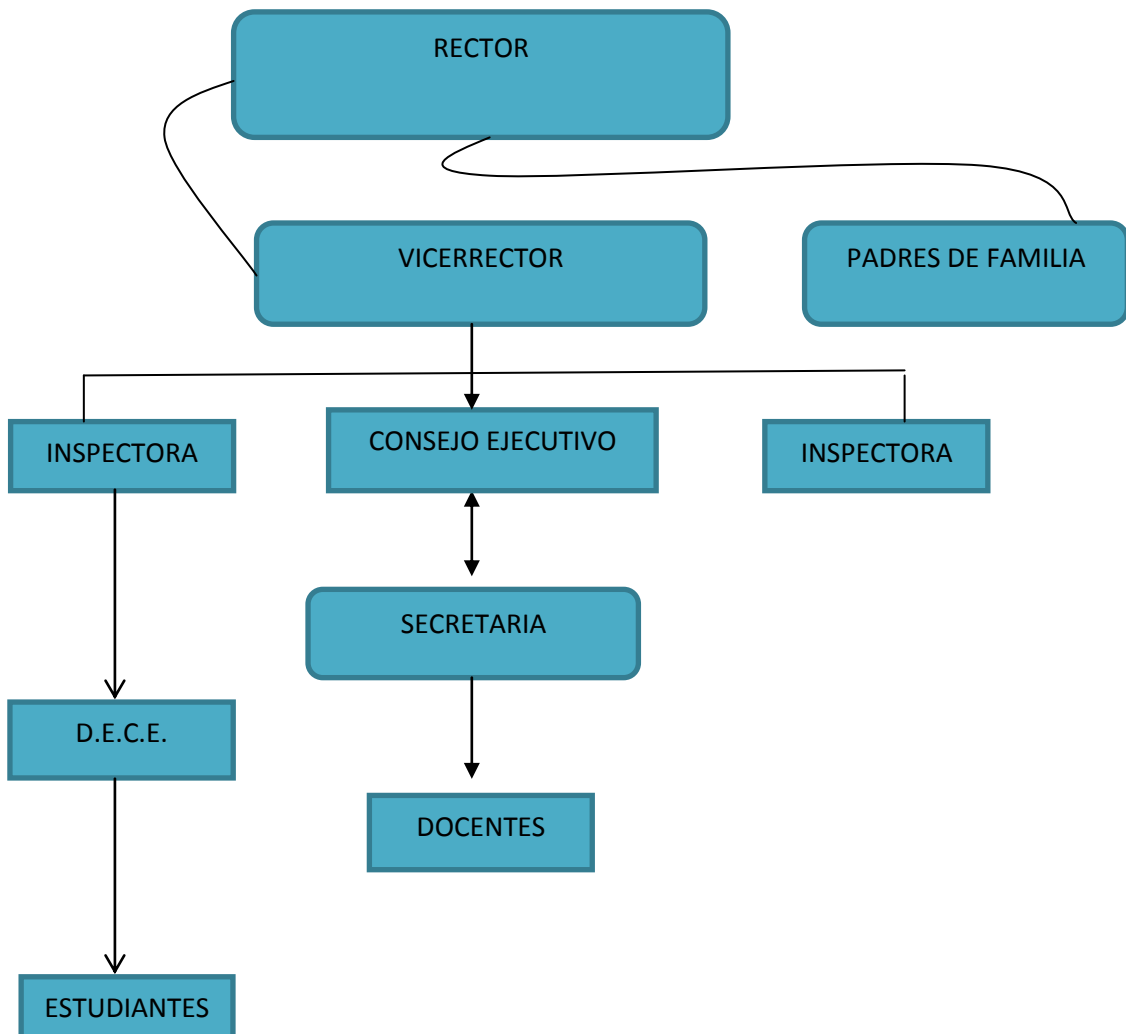 RECTOR
VICERRECTOR
PADRES DE FAMILIA
INSPECTORA
CONSEJO EJECUTIVO
INSPECTORA
SECRETARIA
D.E.C.E.
DOCENTES
ESTUDIANTES